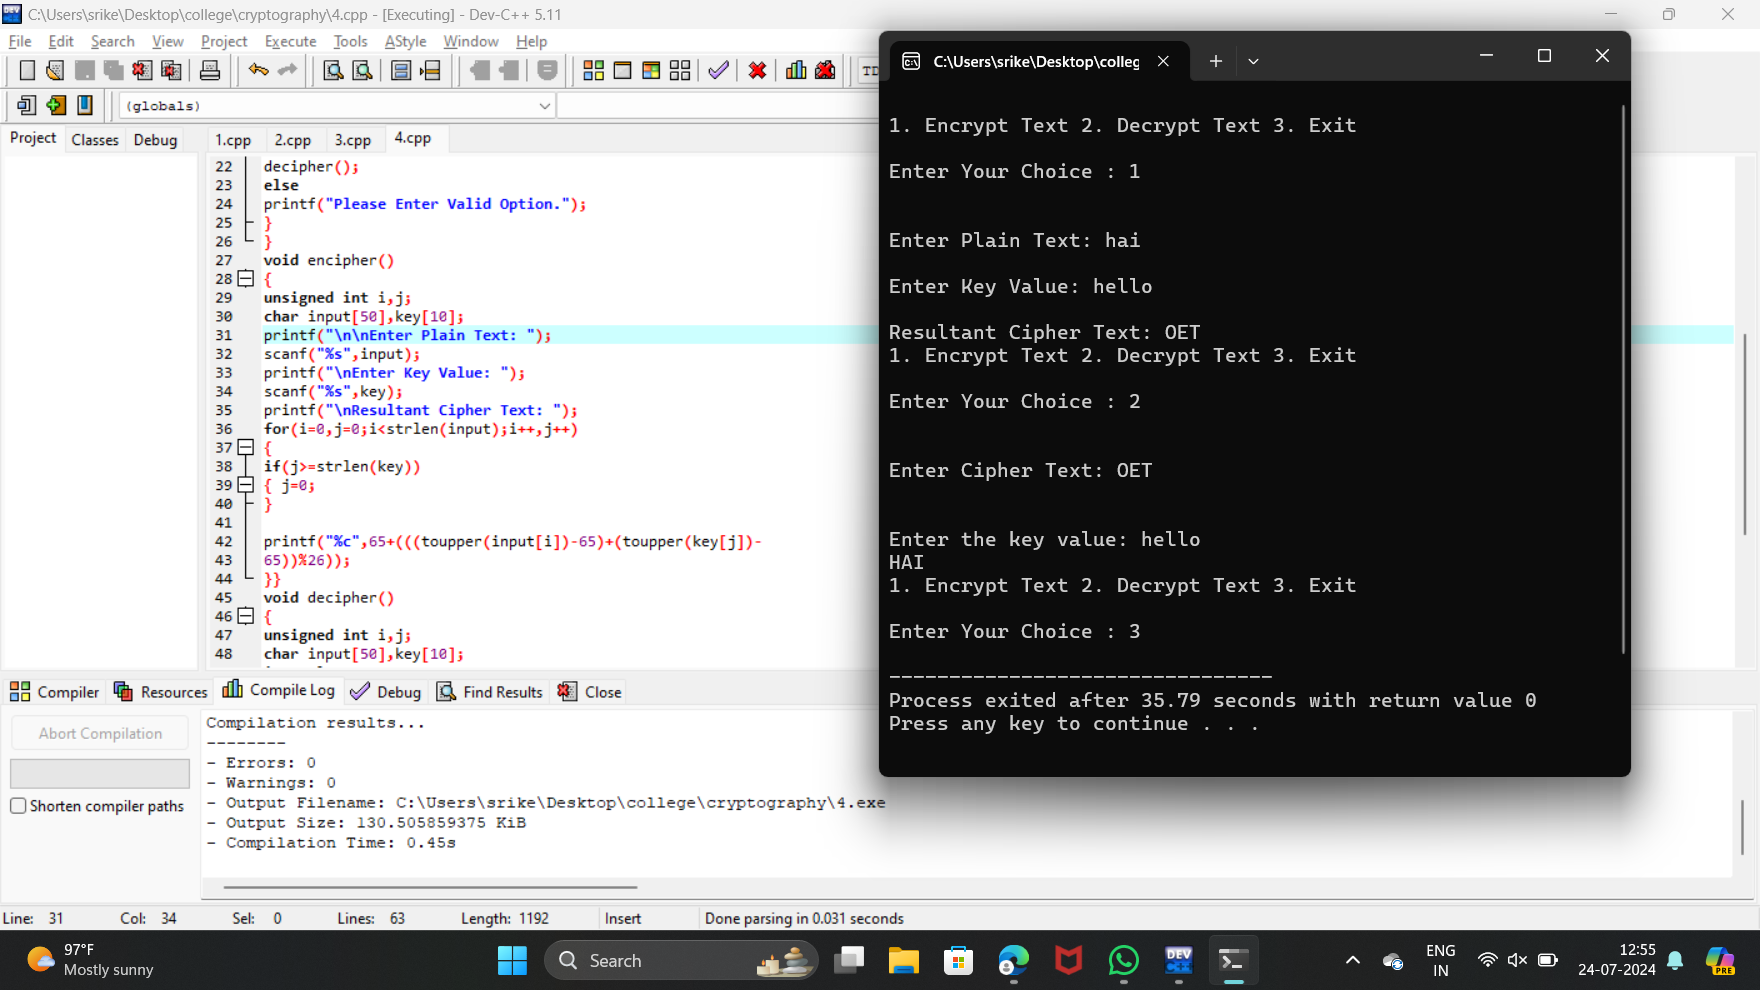 C:\Users\srike\Desktop\college\cryptography\4.cpp - [Executing] - Dev-C++ 5.11
File Edit Search View Project Execute Tools AStyle Window Help
TD
(globals)
Project Classes Debug
1.cpp 2.cpp 3.cpp 4.cpp
22 decipher();
23 else
24 printf("Please Enter Valid Option.");
25 }
26 }
27 void encipher()
28 {
29 unsigned int i,j;
30 char input[50],key[10];
31 printf("\n\nEnter Plain Text: ");
32 scanf("%s",input);
33 printf("\nEnter Key Value: ");
34 scanf("%s",key);
35 printf("\nResultant Cipher Text: ");
36 for(i=0,j=0;i<strlen(input);i++,j++)
37 {
38 if(j>=strlen(key))
39 { j=0;
40 }
41
42 printf("%c",65+(((toupper(input[i])-65)+(toupper(key[j])-
43 65))%26));
44 }}
45 void decipher()
46 {
47 unsigned int i,j;
48 char input[50],key[10];
C:\Users\srike\Desktop\colleg
1. Encrypt Text 2. Decrypt Text 3. Exit
Enter Your Choice : 1
Enter Plain Text: hai
Enter Key Value: hello
Resultant Cipher Text: OET
1. Encrypt Text 2. Decrypt Text 3. Exit
Enter Your Choice : 2
Enter Cipher Text: OET
Enter the key value: hello
HAI
1. Encrypt Text 2. Decrypt Text 3. Exit
Enter Your Choice : 3
--------------------------------
Process exited after 35.79 seconds with return value 0
Press any key to continue . . .
Compiler Resources Compile Log Debug Find Results Close
Abort Compilation
Shorten compiler paths
Compilation results...
--------
- Errors: 0
- Warnings: 0
- Output Filename: C:\Users\srike\Desktop\college\cryptography\4.exe
- Output Size: 130.505859375 KiB
- Compilation Time: 0.45s
Line: 31 Col: 34 Sel: 0 Lines: 63 Length: 1192 Insert Done parsing in 0.031 seconds
97°F
Mostly sunny
Search
DEV
C++
ENG
IN
12:55
24-07-2024
PRE